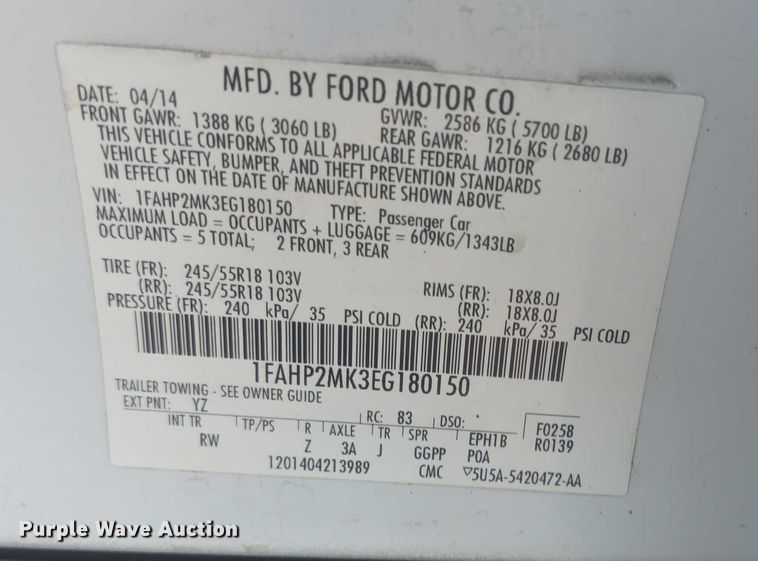 MFD. BY FORD MOTOR CO.
DATE: 04/14 GVWR: 2586 KG ( 5700 LB)
FRONT GAWR: 1388 KG ( 3060 LB) REAR GAWR: 1216 KG ( 2680 LB)
THIS VEHICLE CONFORMS TO ALL APPLICABLE FEDERAL MOTOR
VEHICLE SAFETY, BUMPER, AND THEFT PREVENTION STANDARDS
IN EFFECT ON THE DATE OF MANUFACTURE SHOWN ABOVE.
VIN: 1FAHP2MK3EG180150 TYPE: Passenger Car
MAXIMUM LOAD = OCCUPANTS + LUGGAGE = 609KG/1343LB
OCCUPANTS = 5 TOTAL; 2 FRONT, 3 REAR
TIRE (FR): 245/55R18 103V RIMS (FR): 18X8.0J
(RR): 245/55R18 103V (RR): 18X8.0J
PRESSURE (FR): 240 kPa/ 35 PSI COLD (RR): 240 kPa/ 35 PSI COLD
1FAHP2MK3EG180150
TRAILER TOWING - SEE OWNER GUIDE
EXT PNT: YZ RC: 83 DSO: F0258
INT TR TP/PS R AXLE TR SPR EPH1B R0139
RW Z 3A J GGPP POA
1201404213989 CMC ▽5U5A-5420472-AA
Purple Wave Auction